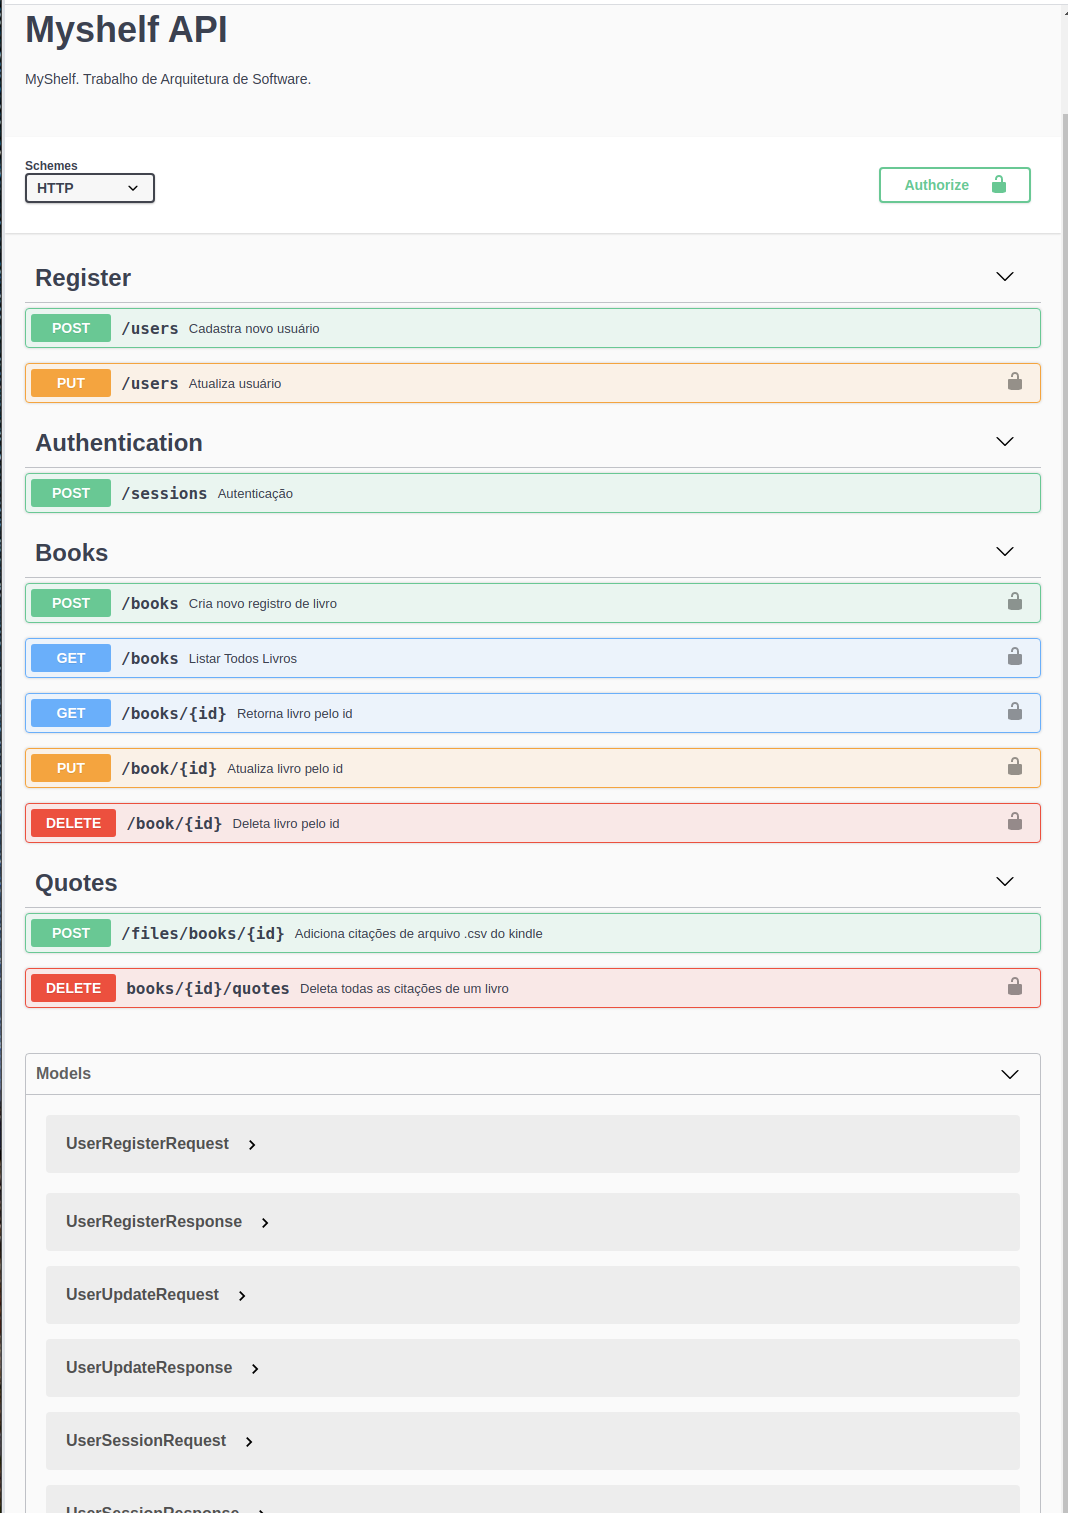 Myshelf API
MyShelf. Trabalho de Arquitetura de Software.
Schemes
HTTP
Authorize
Register
POST /users Cadastra novo usuário
PUT /users Atualiza usuário
Authentication
POST /sessions Autenticação
Books
POST /books Cria novo registro de livro
GET /books Listar Todos Livros
GET /books/{id} Retorna livro pelo id
PUT /book/{id} Atualiza livro pelo id
DELETE /book/{id} Deleta livro pelo id
Quotes
POST /files/books/{id} Adiciona citações de arquivo .csv do kindle
DELETE books/{id}/quotes Deleta todas as citações de um livro
Models
UserRegisterRequest
UserRegisterResponse
UserUpdateRequest
UserUpdateResponse
UserSessionRequest
UserSessionResponse